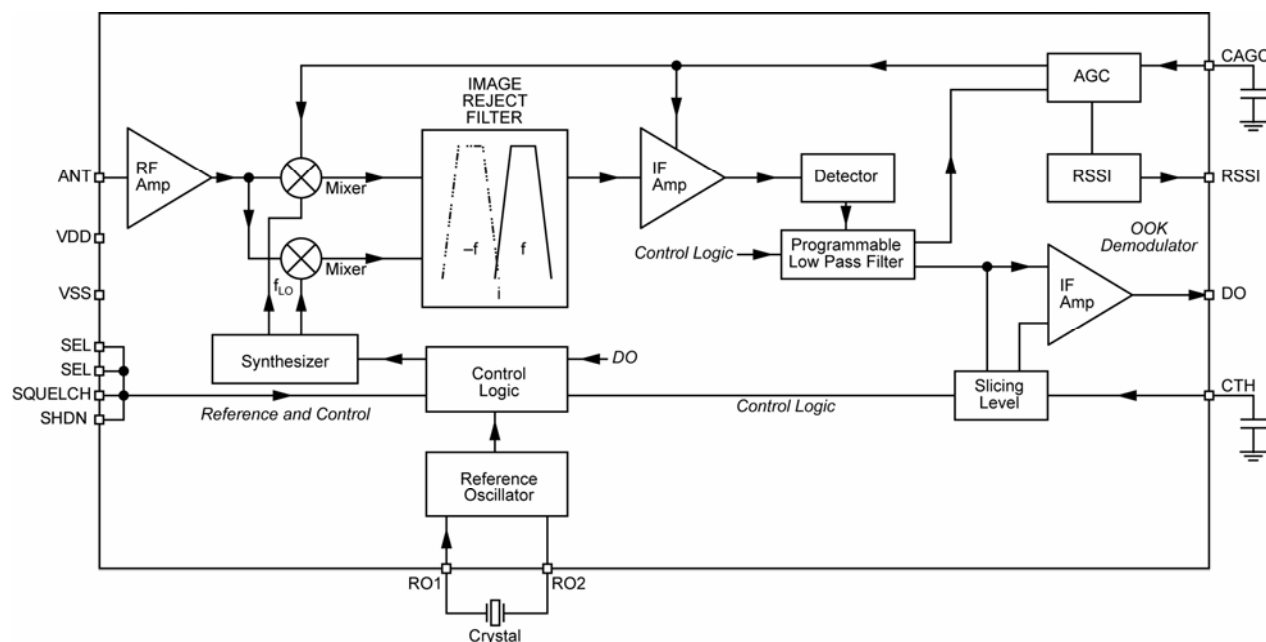 CAGC
AGC
IMAGE
REJECT
FILTER
RF
Amp
ANT
Mixer
IF
Amp
Detector
RSSI
RSSI
–f
f
OOK
Demodulator
VDD
Control Logic
Programmable
Low Pass Filter
Mixer
fLO
i
VSS
IF
Amp
DO
SEL
Synthesizer
DO
SEL
Control
Logic
SQUELCH
Reference and Control
Control Logic
Slicing
Level
CTH
SHDN
Reference
Oscillator
RO1
RO2
Crystal